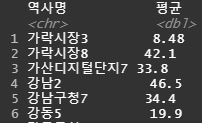 역사명 평균
<chr> <dbl>
1 가락시장3 8.48
2 가락시장8 42.1
3 가산디지털단지7 33.8
4 강남2 46.5
5 강남구청7 34.4
6 강동5 19.9